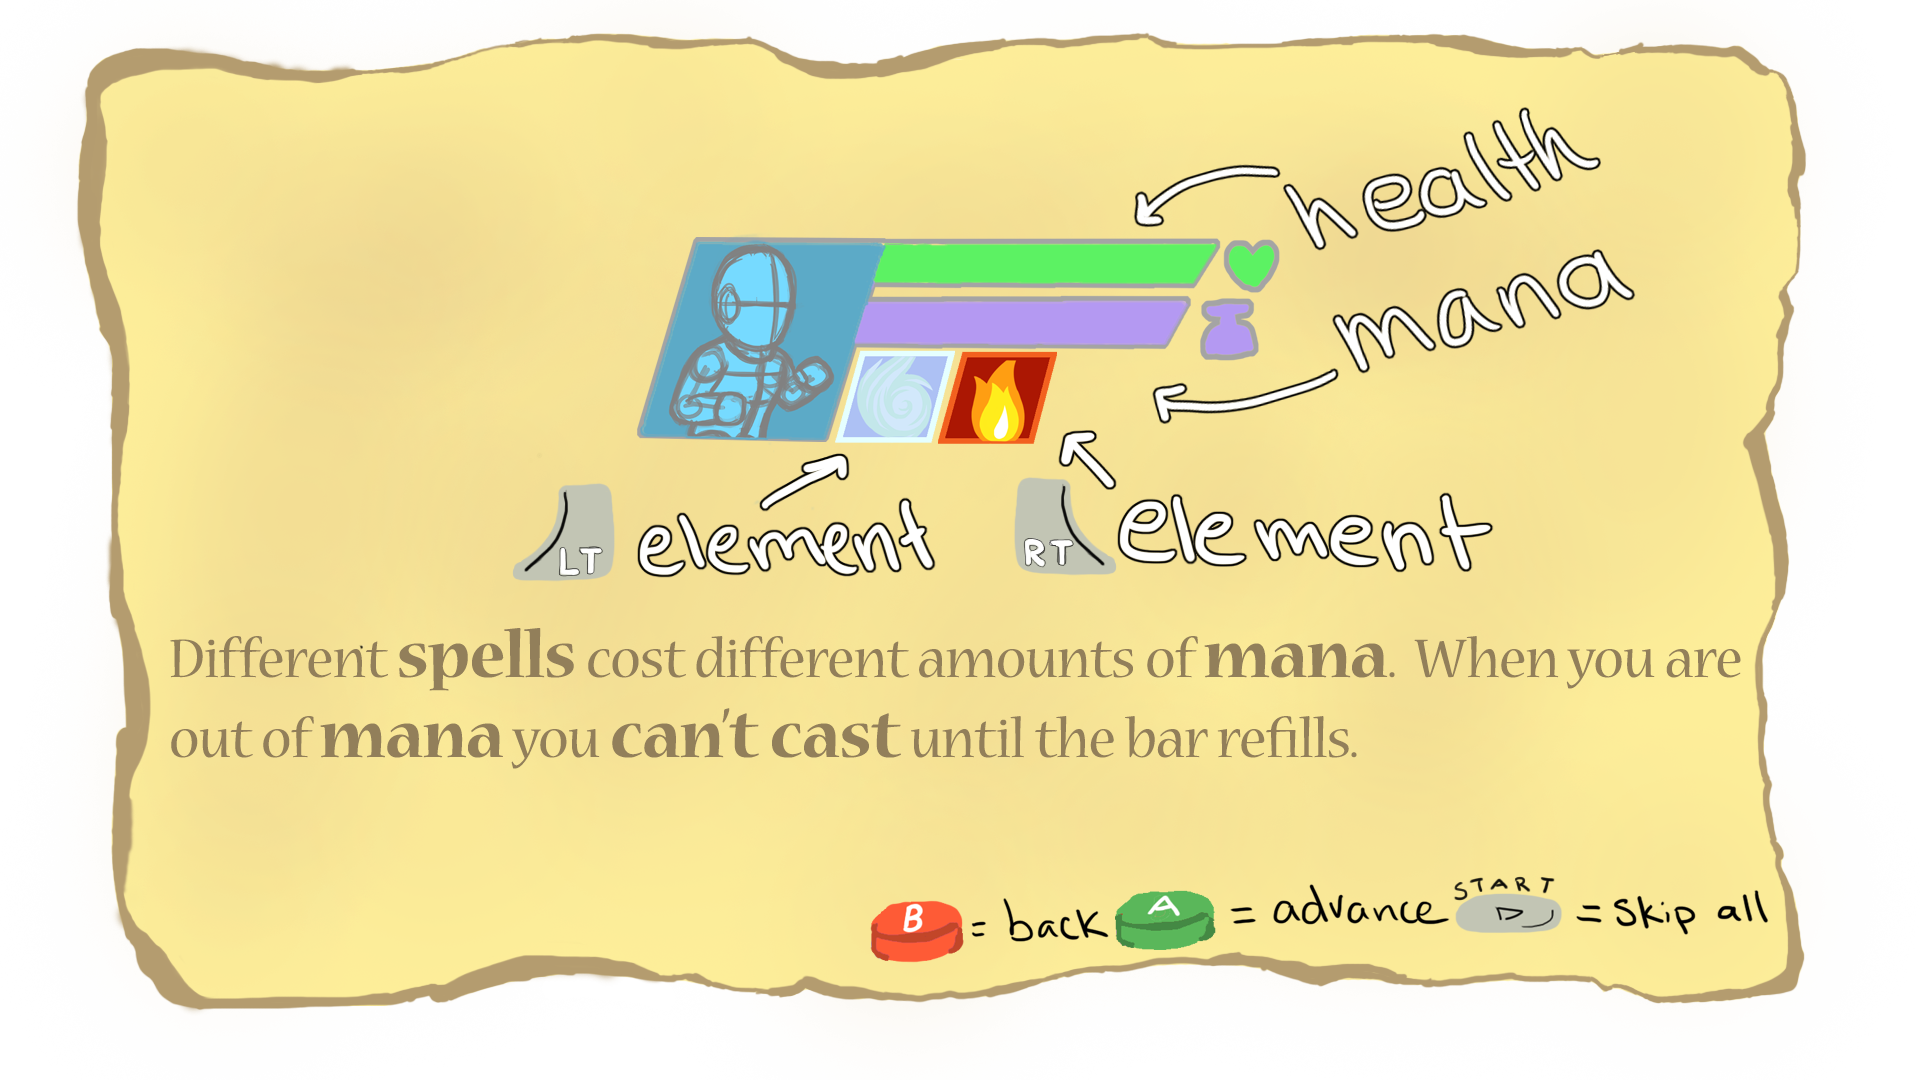 health
mana
LT element RT element
Different spells cost different amounts of mana. When you are
out of mana you can't cast until the bar refills.
START
B = back A = advance = skip all